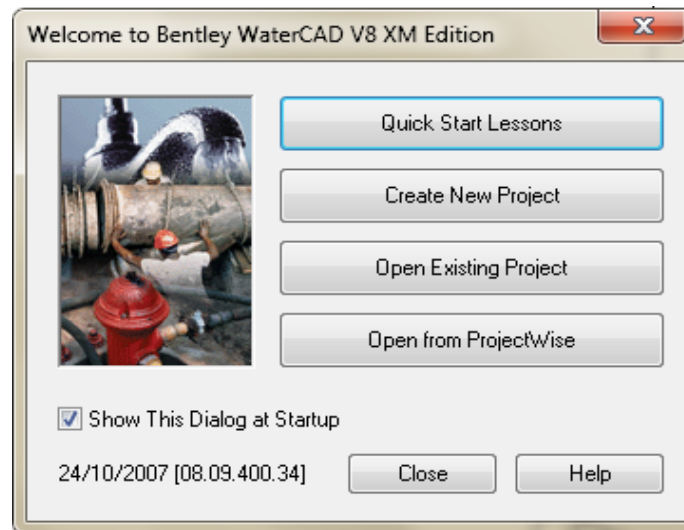 Welcome to Bentley WaterCAD V8 XM Edition
Quick Start Lessons
Create New Project
Open Existing Project
Open from ProjectWise
Show This Dialog at Startup
24/10/2007 [08.09.400.34]
Close
Help